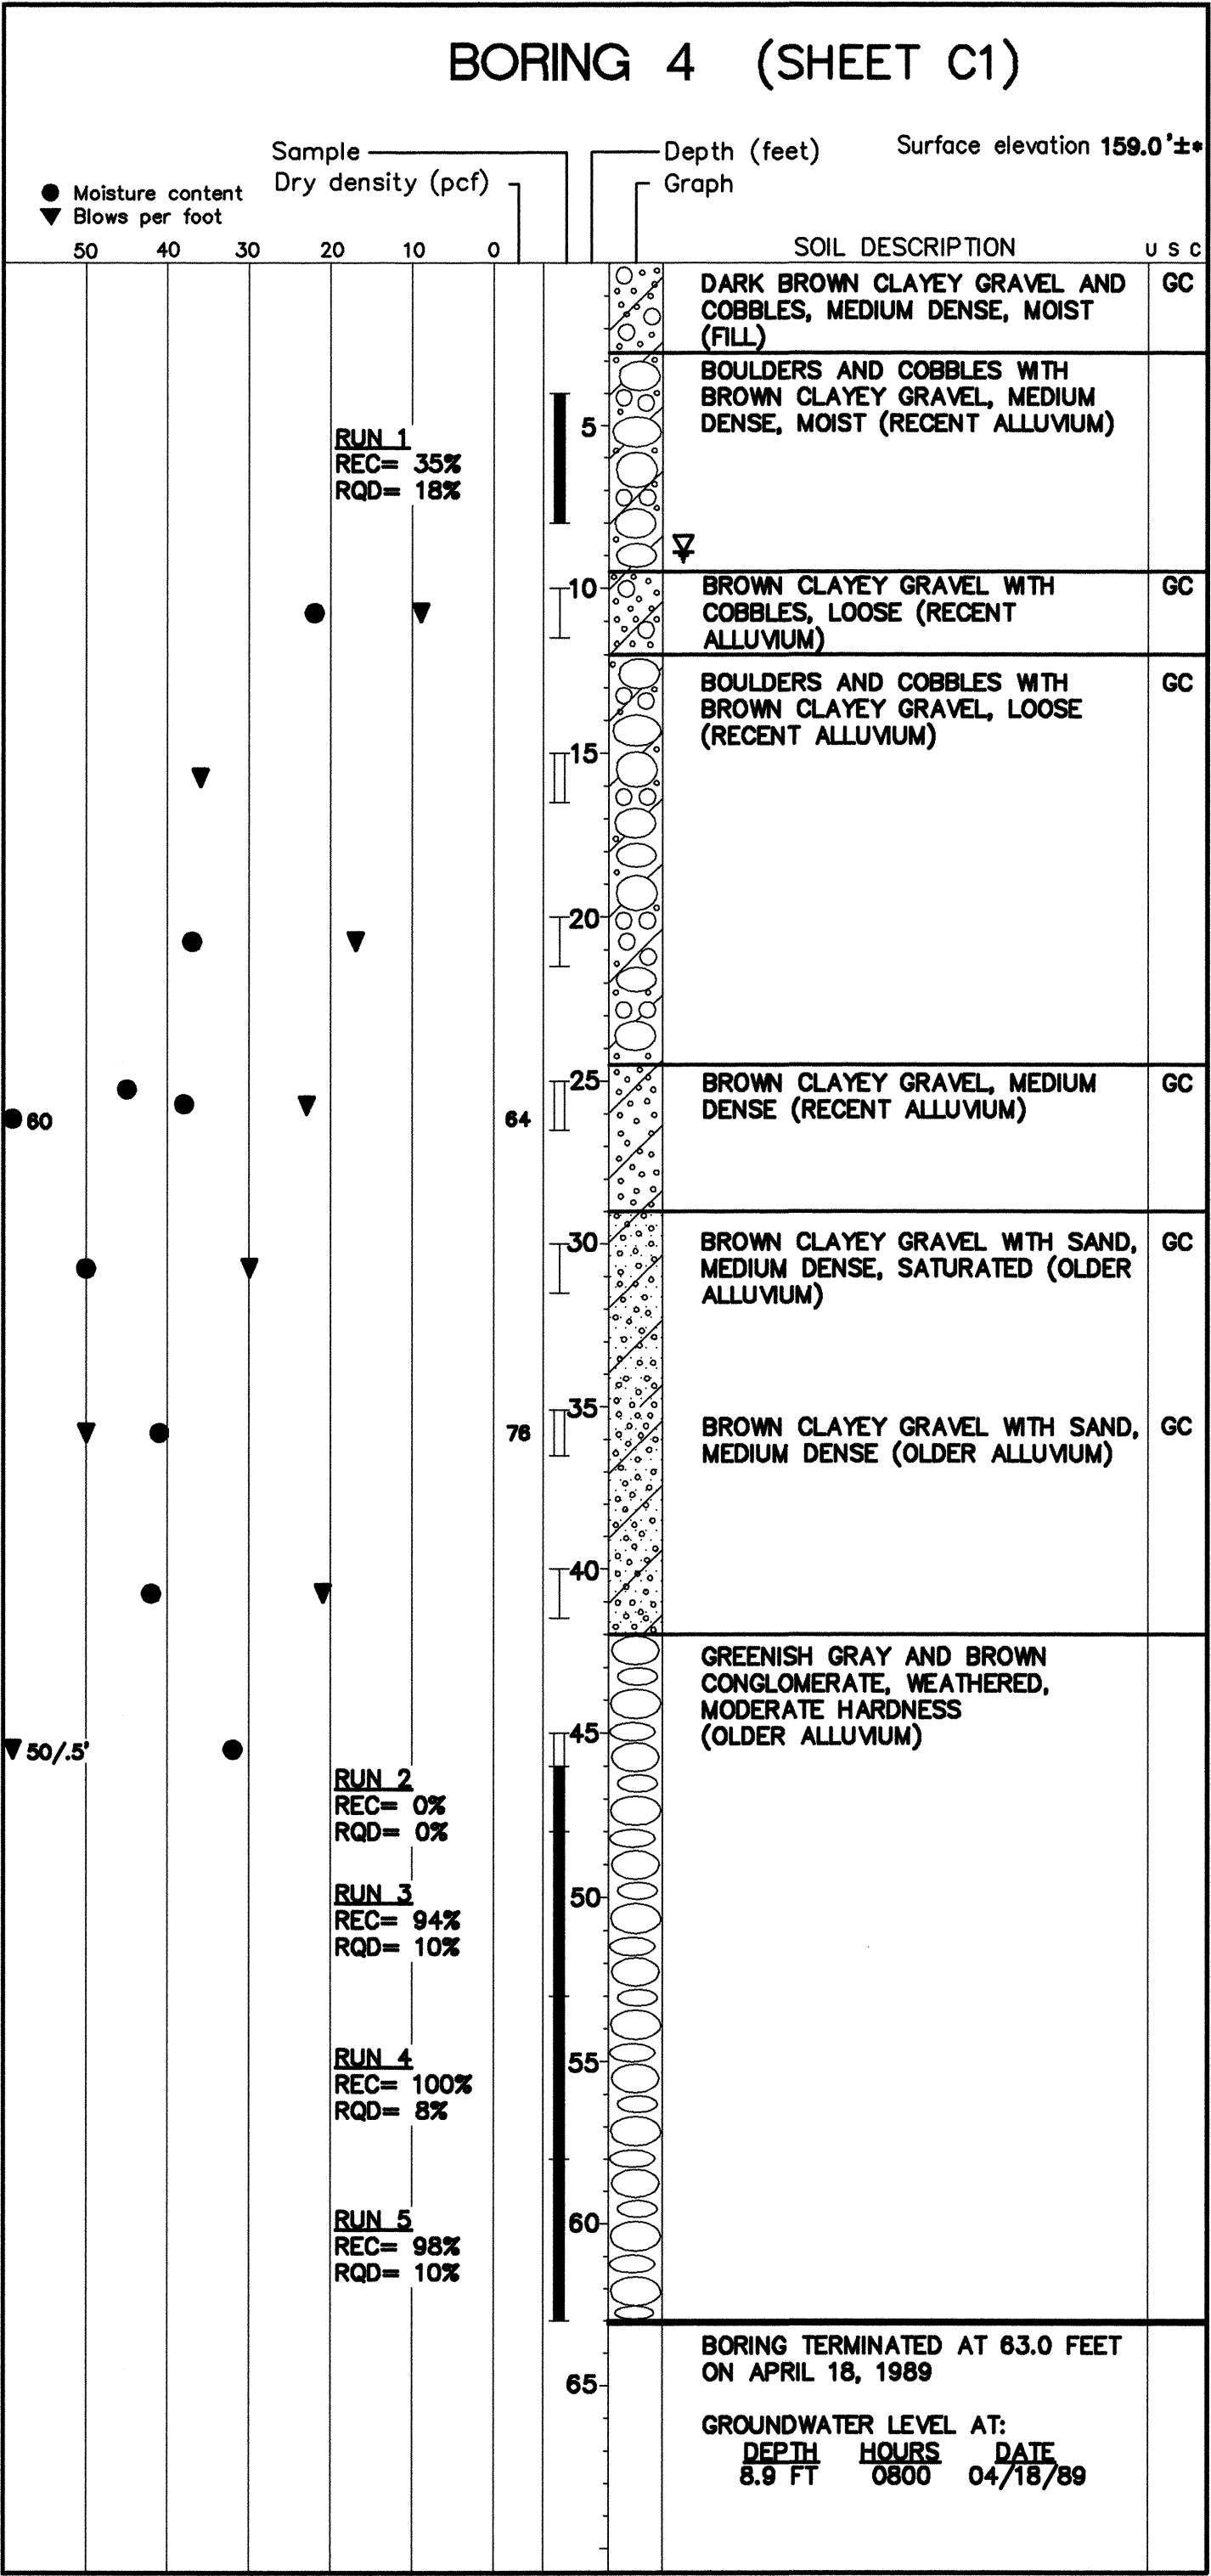 BORING 4 (SHEET C1)
Sample
Depth (feet)
Surface elevation 159.0'±*
Dry density (pcf)
Graph
Moisture content
Blows per foot
50 40 30 20 10 0
SOIL DESCRIPTION
U S C
DARK BROWN CLAYEY GRAVEL AND GC
COBBLES, MEDIUM DENSE, MOIST
(FILL)
BOULDERS AND COBBLES WITH
BROWN CLAYEY GRAVEL, MEDIUM
DENSE, MOIST (RECENT ALLUVIUM)
5
RUN 1
REC= 35%
RQD= 18%
10
BROWN CLAYEY GRAVEL WITH GC
COBBLES, LOOSE (RECENT
ALLUVIUM)
BOULDERS AND COBBLES WITH GC
BROWN CLAYEY GRAVEL, LOOSE
(RECENT ALLUVIUM)
15
20
25
BROWN CLAYEY GRAVEL, MEDIUM GC
DENSE (RECENT ALLUVIUM)
60
64
30
BROWN CLAYEY GRAVEL WITH SAND, GC
MEDIUM DENSE, SATURATED (OLDER
ALLUVIUM)
35
76
BROWN CLAYEY GRAVEL WITH SAND, GC
MEDIUM DENSE (OLDER ALLUVIUM)
40
GREENISH GRAY AND BROWN
CONGLOMERATE, WEATHERED,
MODERATE HARDNESS
(OLDER ALLUVIUM)
45
50/.5'
RUN 2
REC= 0%
RQD= 0%
RUN 3
50
REC= 94%
RQD= 10%
RUN 4
55
REC= 100%
RQD= 8%
RUN 5
60
REC= 98%
RQD= 10%
BORING TERMINATED AT 63.0 FEET
ON APRIL 18, 1989
65
GROUNDWATER LEVEL AT:
DEPTH HOURS DATE
8.9 FT 0800 04/18/89